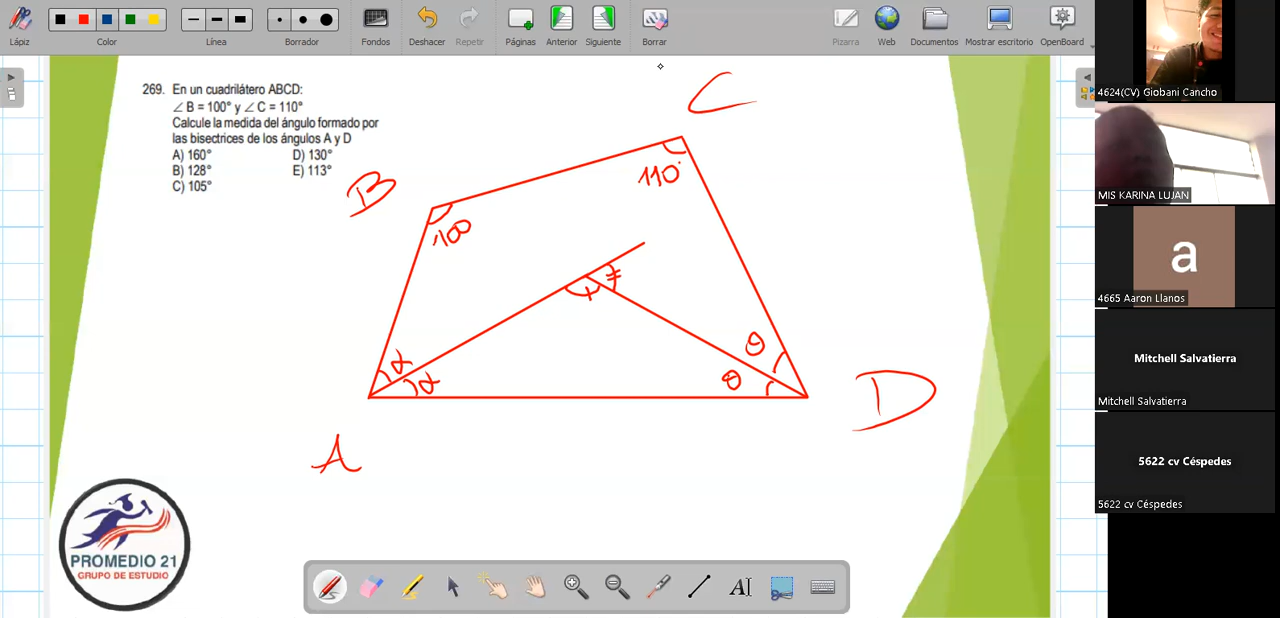 Lápiz
Color
Línea
Borrador
Fondos
Deshacer
Repetir
Páginas
Anterior
Siguiente
Borrar
Pizarra
Web
Documentos
Mostrar escritorio
OpenBoard
269. En un cuadrilátero ABCD:
∠ B = 100° y ∠ C = 110°
Calcule la medida del ángulo formado por
las bisectrices de los ángulos A y D
A) 160° D) 130°
B) 128° E) 113°
C) 105°
C
B
110°
100
x
α
α
θ
θ
A
D
PROMEDIO 21
GRUPO DE ESTUDIO
AI
4624(CV) Giobani Cancho
MIS KARINA LUJAN
a
4665 Aaron Llanos
Mitchell Salvatierra
Mitchell Salvatierra
5622 cv Céspedes
5622 cv Céspedes